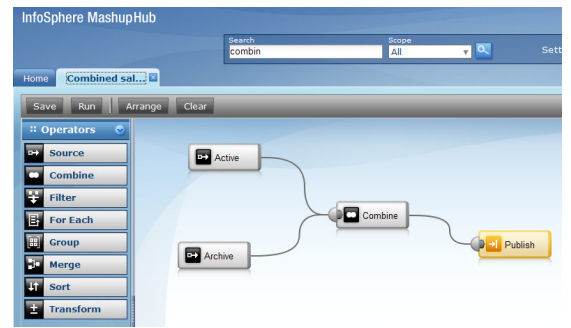 InfoSphere MashupHub
Search
Scope
combin
All
Sett
Home
Combined sal...
Save Run Arrange Clear
Operators
Source
Combine
Filter
For Each
Group
Merge
Sort
Transform
Active
Archive
Combine
Publish